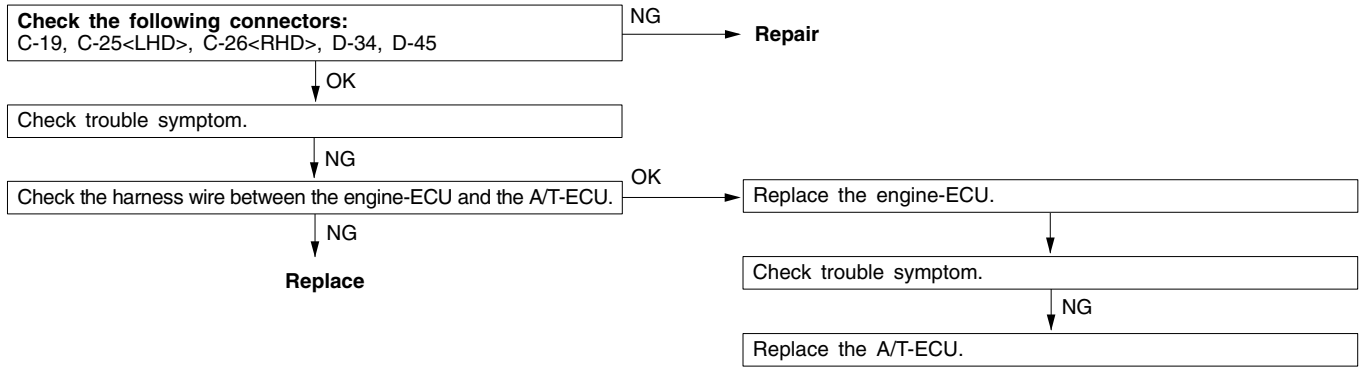 Check the following connectors:
C-19, C-25<LHD>, C-26<RHD>, D-34, D-45
NG
Repair
OK
Check trouble symptom.
NG
Check the harness wire between the engine-ECU and the A/T-ECU.
OK
Replace the engine-ECU.
NG
Replace
Check trouble symptom.
NG
Replace the A/T-ECU.